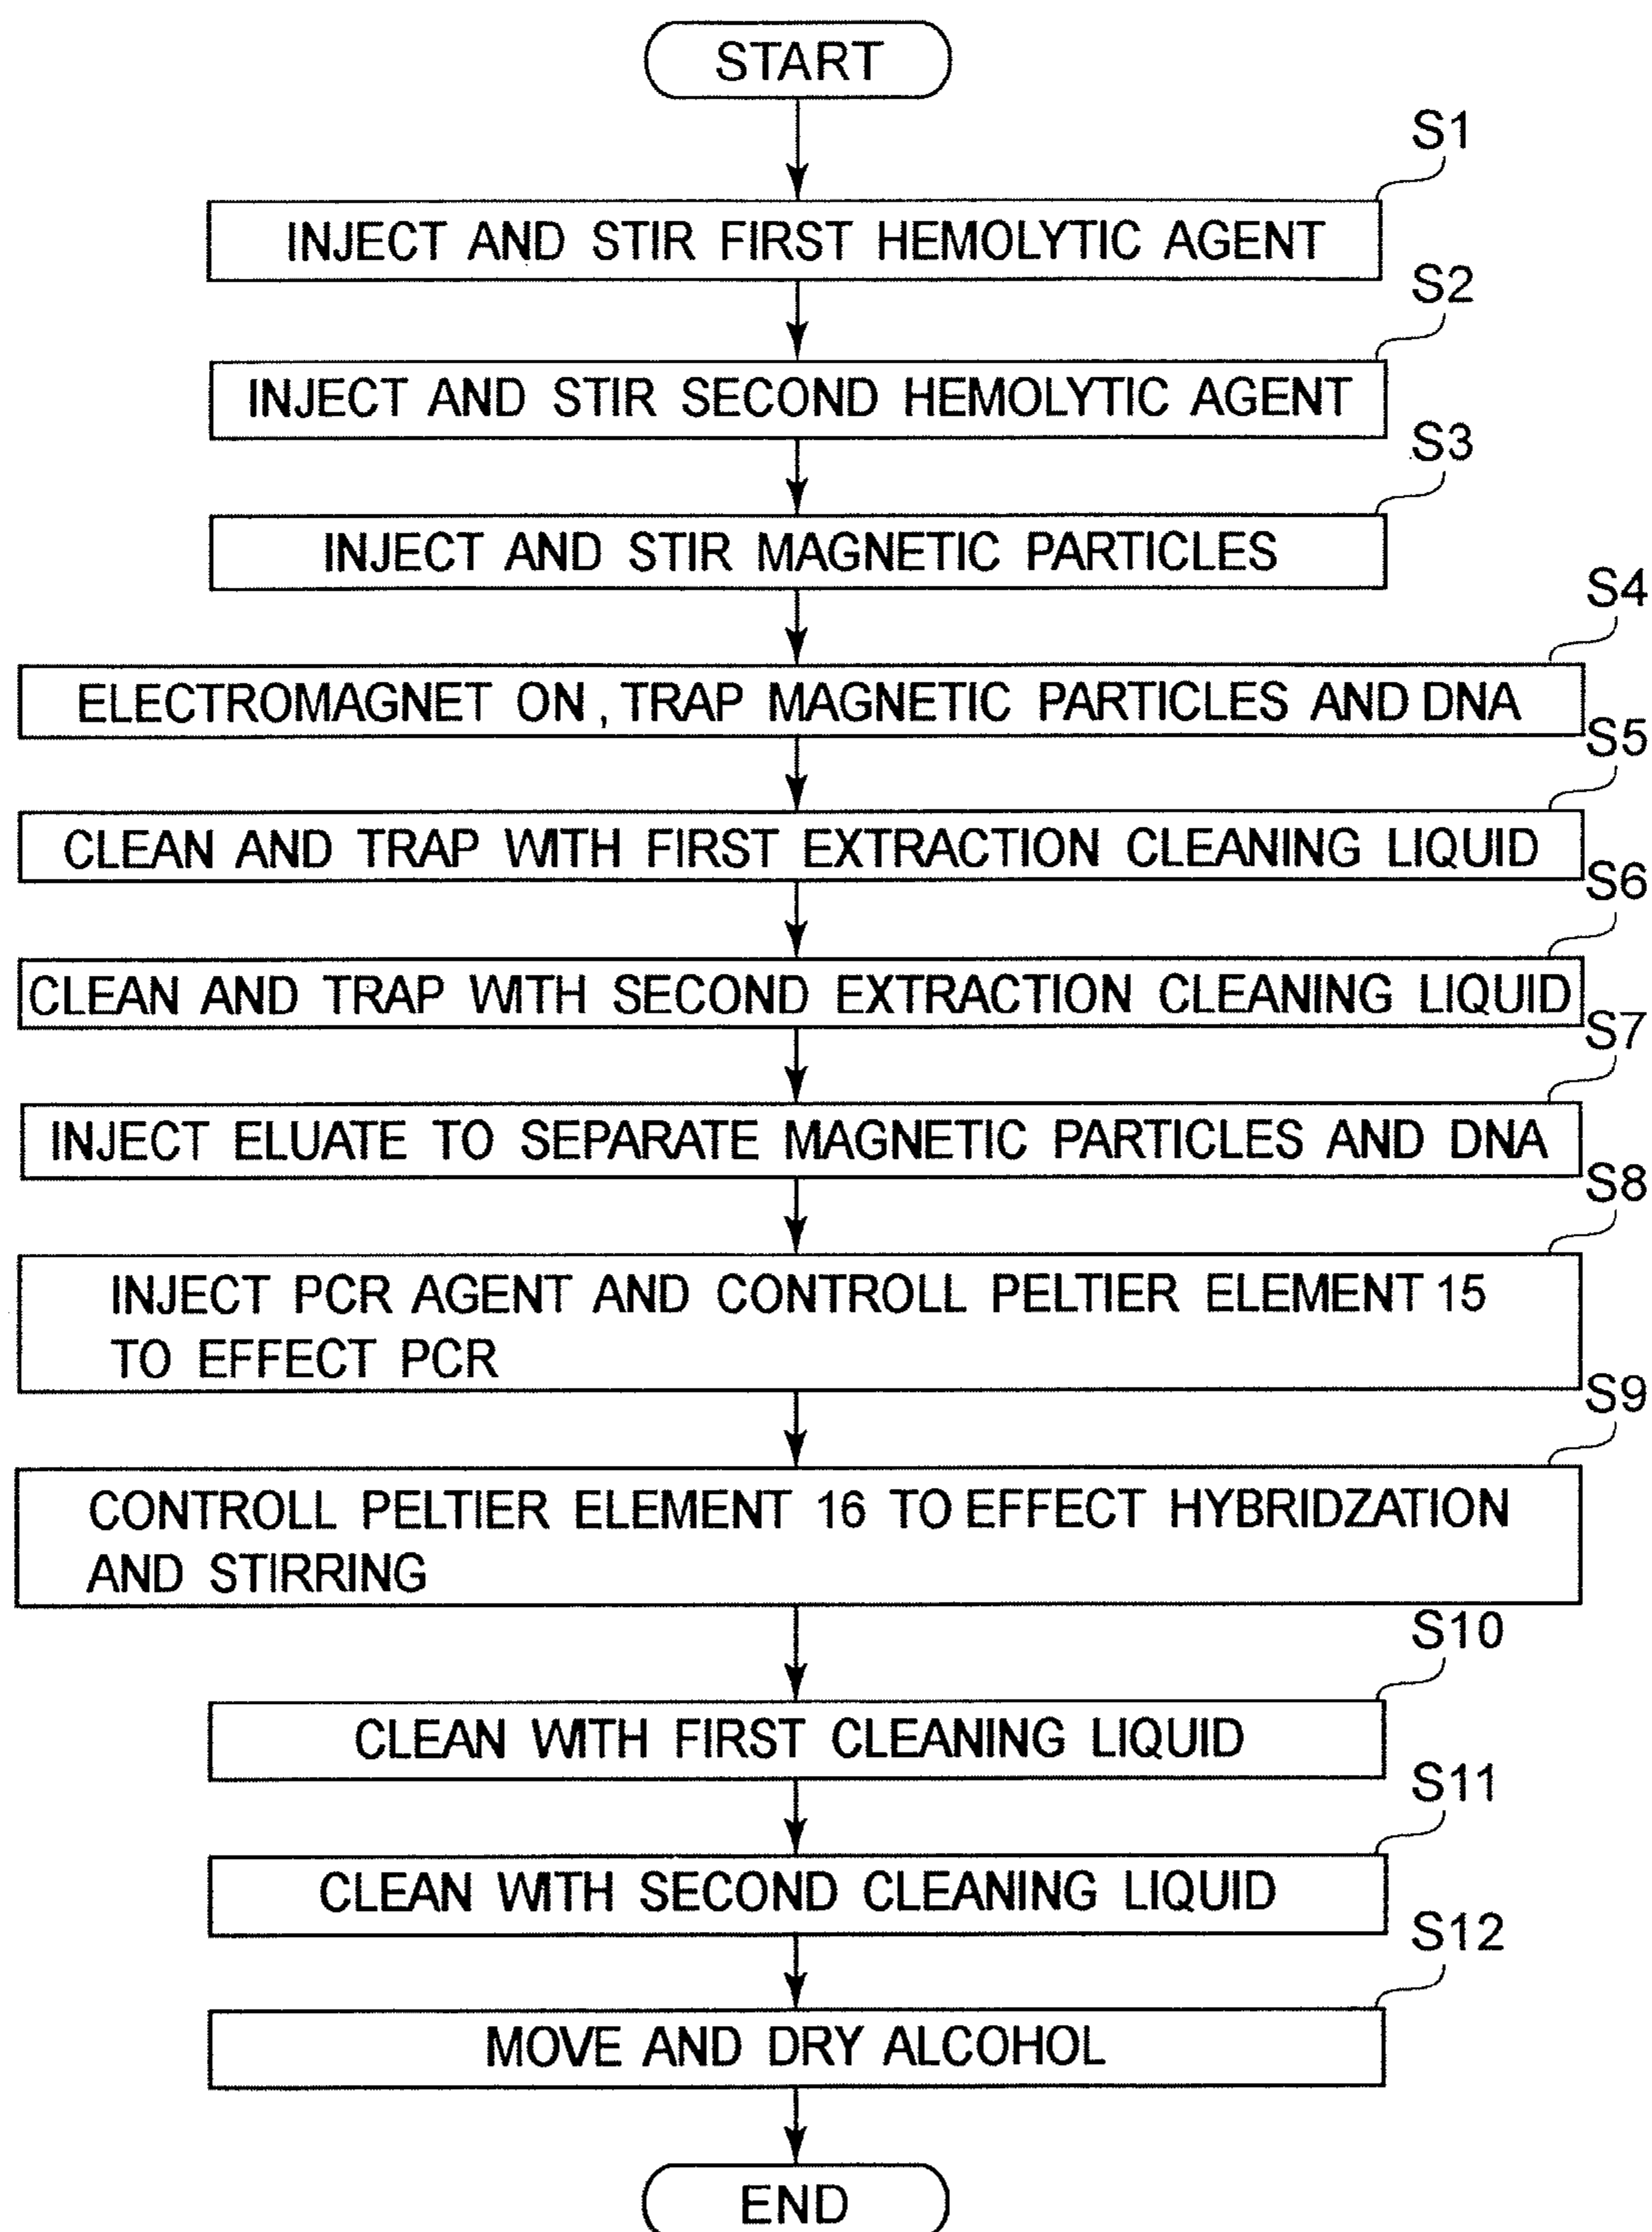 START
S1
INJECT AND STIR FIRST HEMOLYTIC AGENT
S2
INJECT AND STIR SECOND HEMOLYTIC AGENT
S3
INJECT AND STIR MAGNETIC PARTICLES
S4
ELECTROMAGNET ON, TRAP MAGNETIC PARTICLES AND DNA
S5
CLEAN AND TRAP WITH FIRST EXTRACTION CLEANING LIQUID
S6
CLEAN AND TRAP WITH SECOND EXTRACTION CLEANING LIQUID
S7
INJECT ELUATE TO SEPARATE MAGNETIC PARTICLES AND DNA
S8
INJECT PCR AGENT AND CONTROLL PELTIER ELEMENT 15
TO EFFECT PCR
S9
CONTROLL PELTIER ELEMENT 16 TO EFFECT HYBRIDZATION
AND STIRRING
S10
CLEAN WITH FIRST CLEANING LIQUID
S11
CLEAN WITH SECOND CLEANING LIQUID
S12
MOVE AND DRY ALCOHOL
END